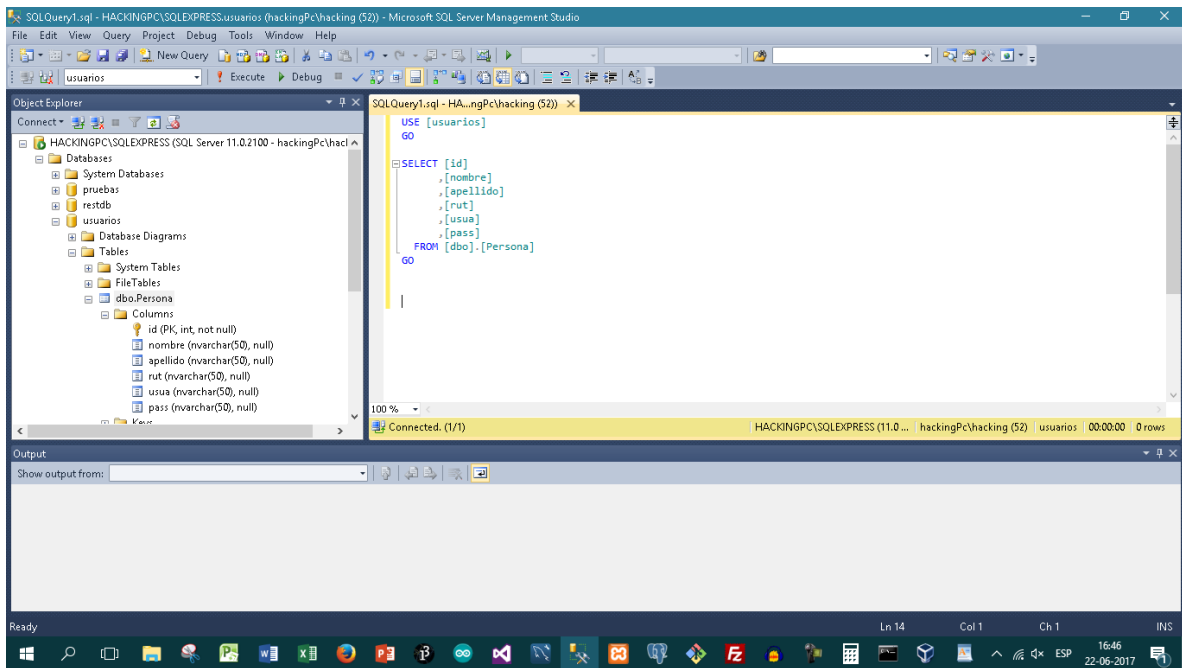 SQLQuery1.sql - HACKINGPC\SQLEXPRESS.usuarios (hackingPc\hacking (52)) - Microsoft SQL Server Management Studio
File Edit View Query Project Debug Tools Window Help
New Query
usuarios
Execute
Debug
Object Explorer
Connect
HACKINGPC\SQLEXPRESS (SQL Server 11.0.2100 - hackingPc\hacl
Databases
System Databases
pruebas
restdb
usuarios
Database Diagrams
Tables
System Tables
FileTables
dbo.Persona
Columns
id (PK, int, not null)
nombre (nvarchar(50), null)
apellido (nvarchar(50), null)
rut (nvarchar(50), null)
usua (nvarchar(50), null)
pass (nvarchar(50), null)
Keys
SQLQuery1.sql - HA...ngPc\hacking (52))
USE [usuarios]
GO
SELECT [id]
,[nombre]
,[apellido]
,[rut]
,[usua]
,[pass]
FROM [dbo].[Persona]
GO
100 %
Connected. (1/1)
HACKINGPC\SQLEXPRESS (11.0 ...
hackingPc\hacking (52)
usuarios
00:00:00
0 rows
Output
Show output from:
Ready
Ln 14
Col 1
Ch 1
INS
ESP
16:46
22-06-2017